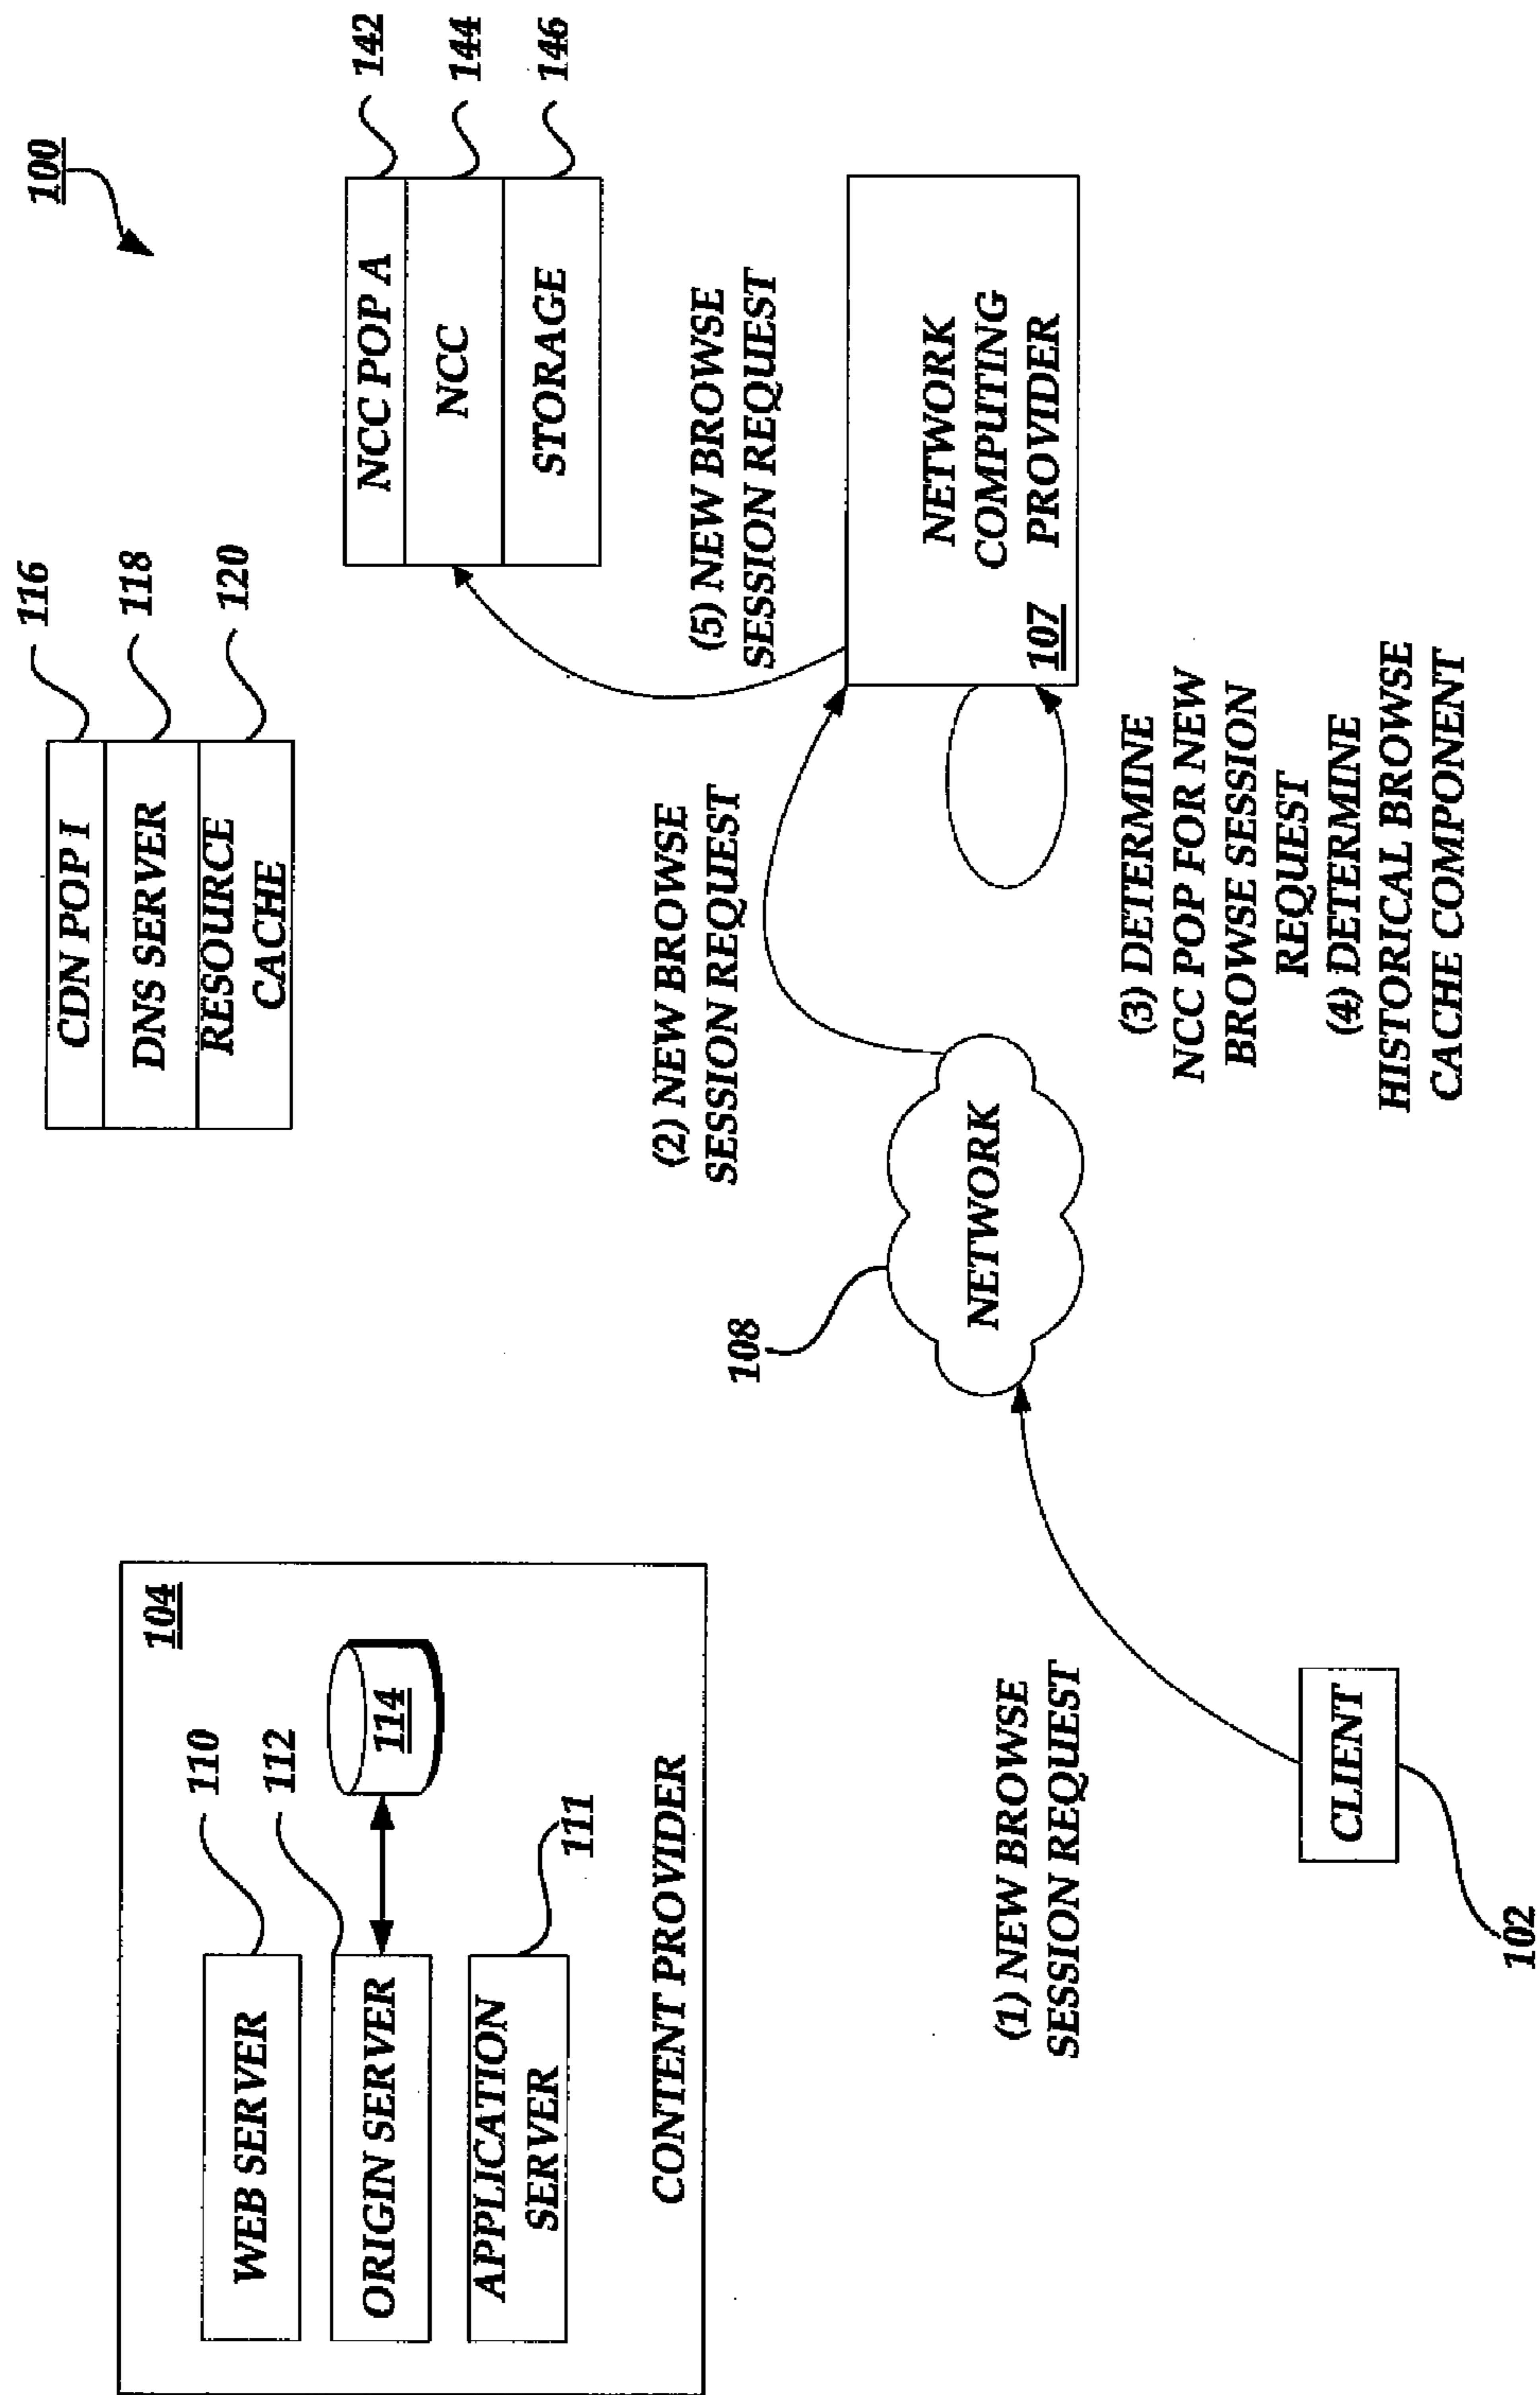 100
104
WEB SERVER
110
ORIGIN SERVER
112
114
APPLICATION
SERVER
111
CONTENT PROVIDER
CDN POP 1
116
DNS SERVER
118
RESOURCE
CACHE
120
NCC POP A
142
NCC
144
STORAGE
146
(1) NEW BROWSE
SESSION REQUEST
CLIENT
102
108
NETWORK
(2) NEW BROWSE
SESSION REQUEST
(5) NEW BROWSE
SESSION REQUEST
NETWORK
COMPUTING
PROVIDER
107
(3) DETERMINE
NCC POP FOR NEW
BROWSE SESSION
REQUEST
(4) DETERMINE
HISTORICAL BROWSE
CACHE COMPONENT